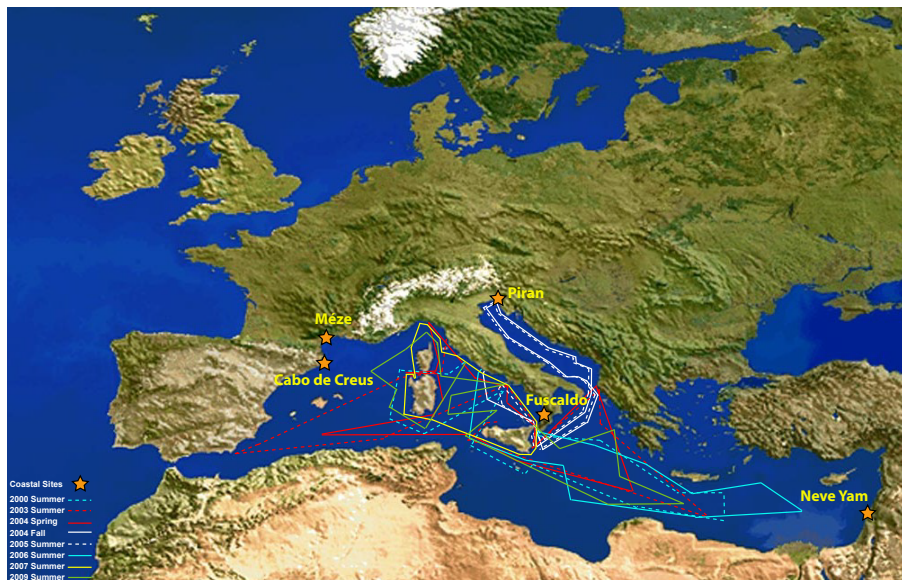 Piran
Méze
Cabo de Creus
Fuscaldo
Neve Yam
Coastal Sites
2000 Summer
2003 Summer
2004 Spring
2004 Fall
2005 Summer
2006 Summer
2007 Summer
2009 Summer